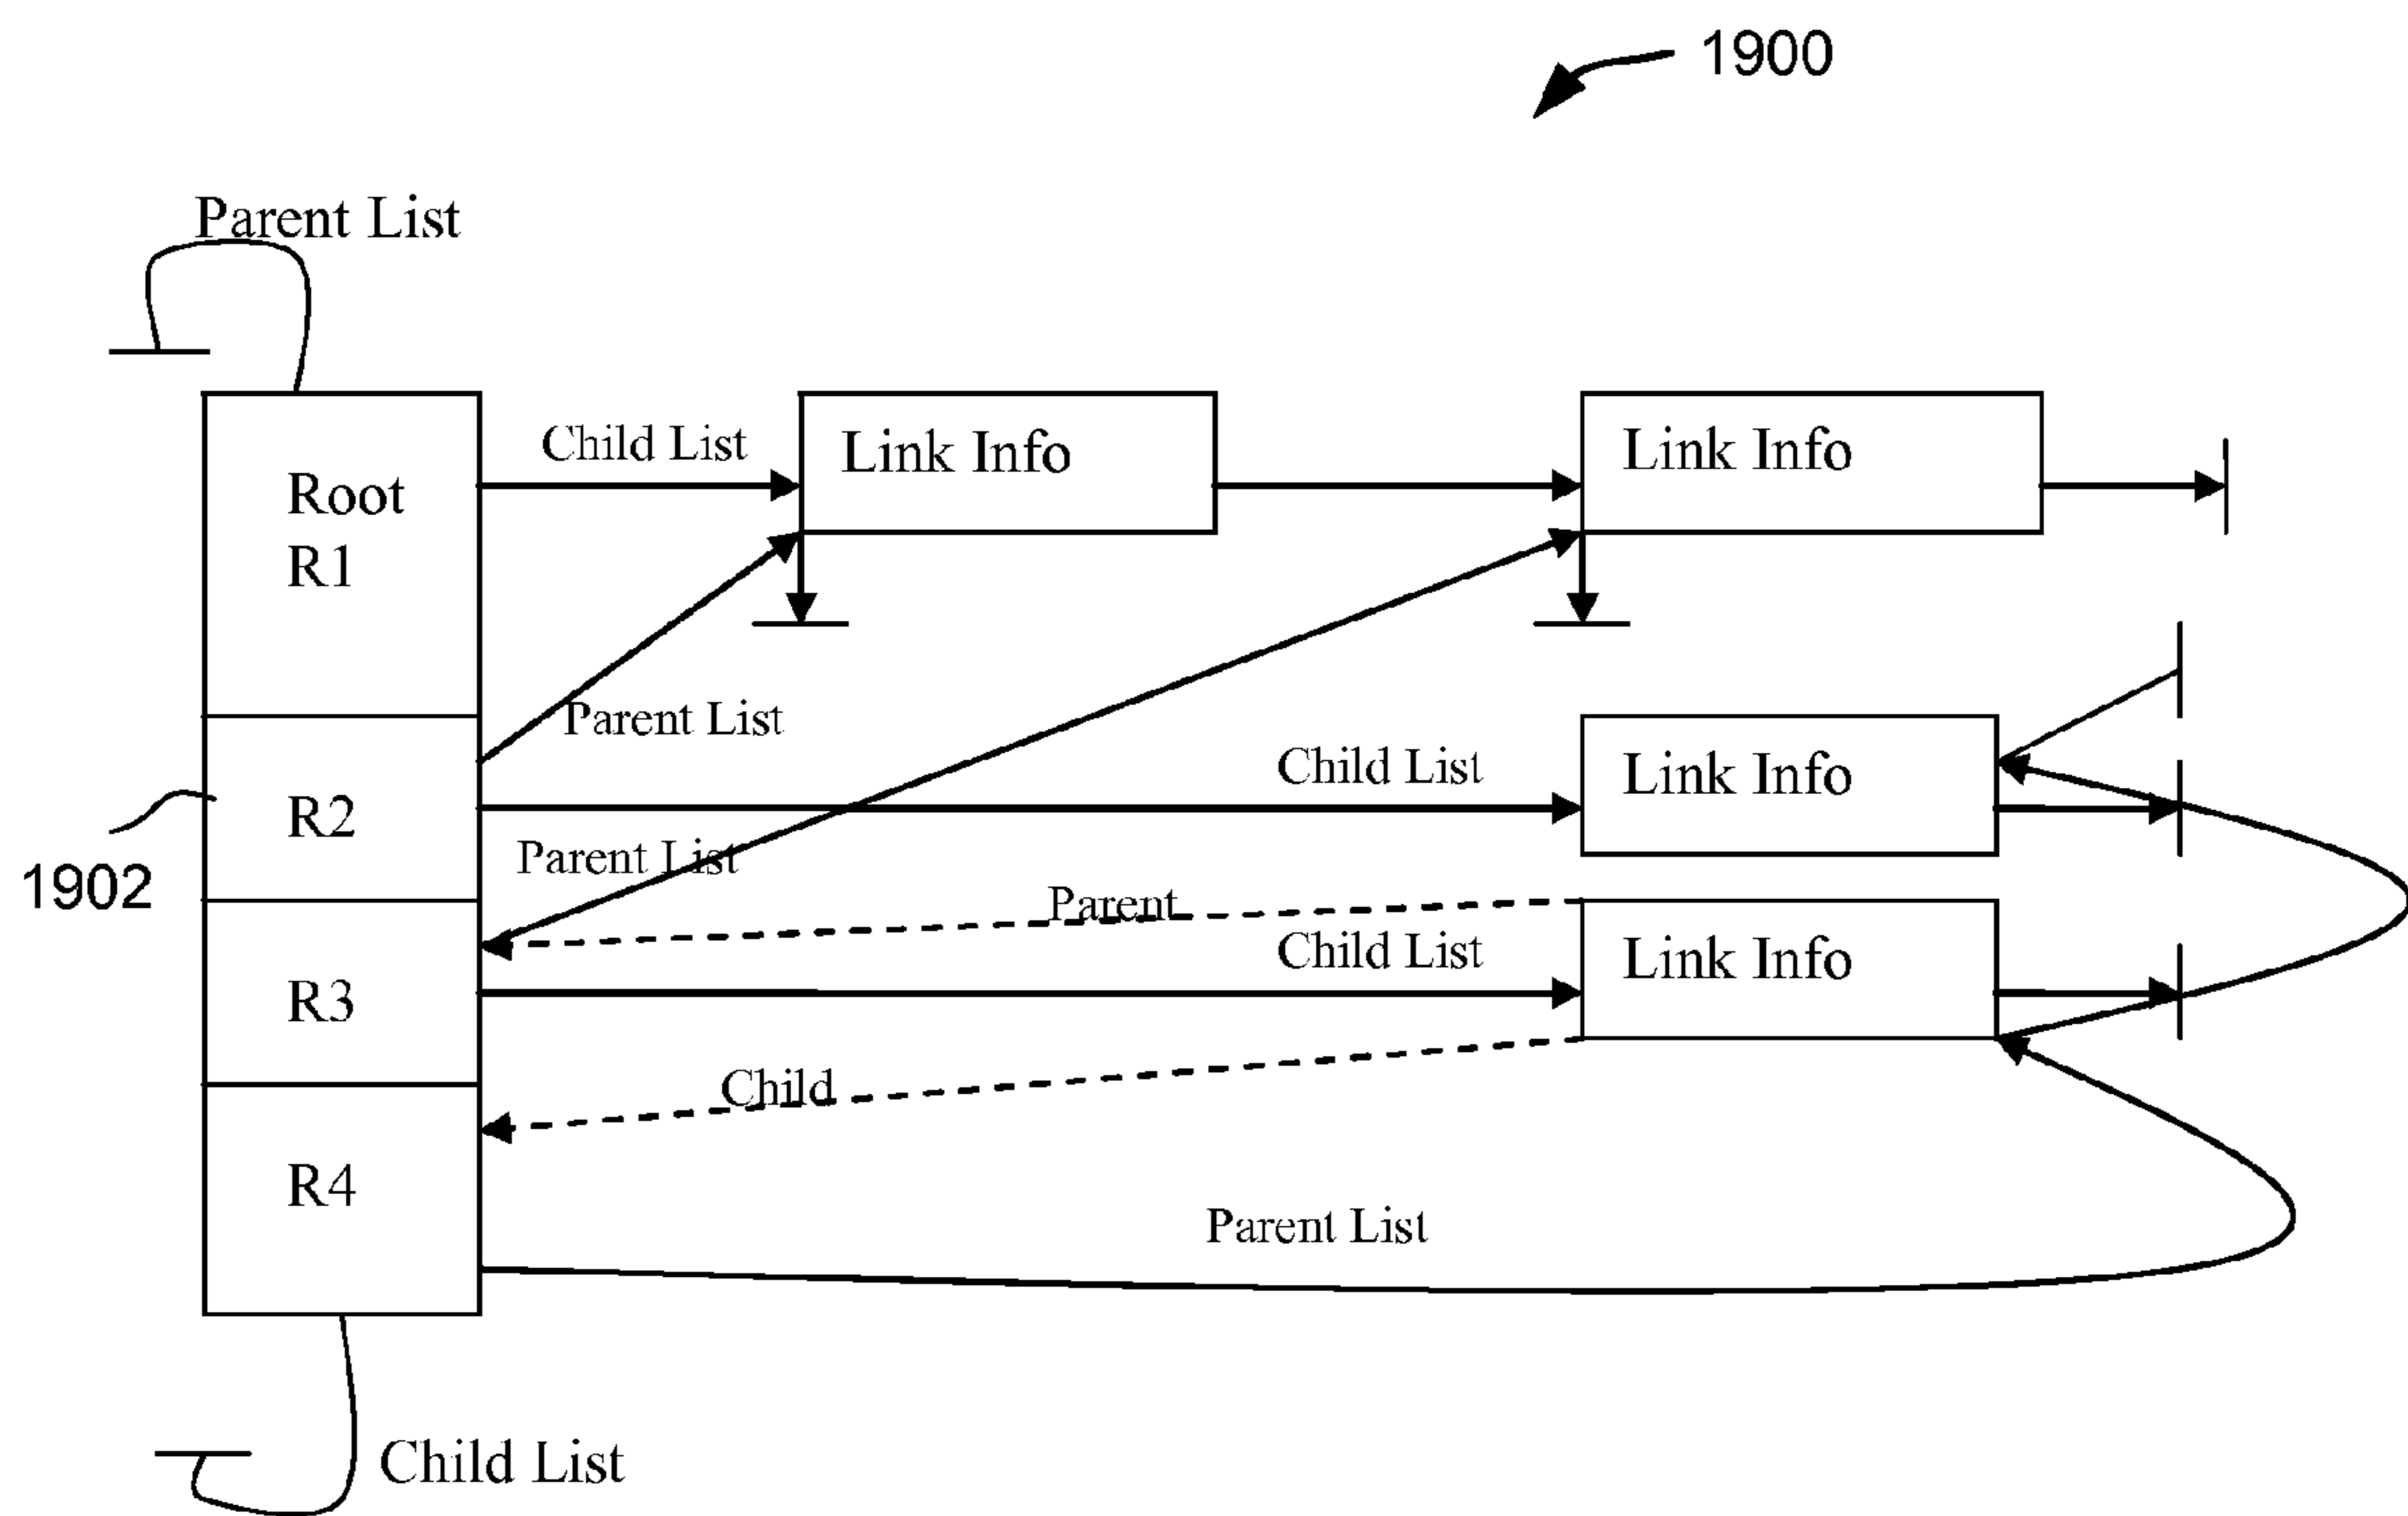 1900
Parent List
Child List
Link Info
Link Info
Root
R1
Parent List
Child List
Link Info
R2
Parent List
1902
Parent
Child List
Link Info
R3
Child
R4
Parent List
Child List